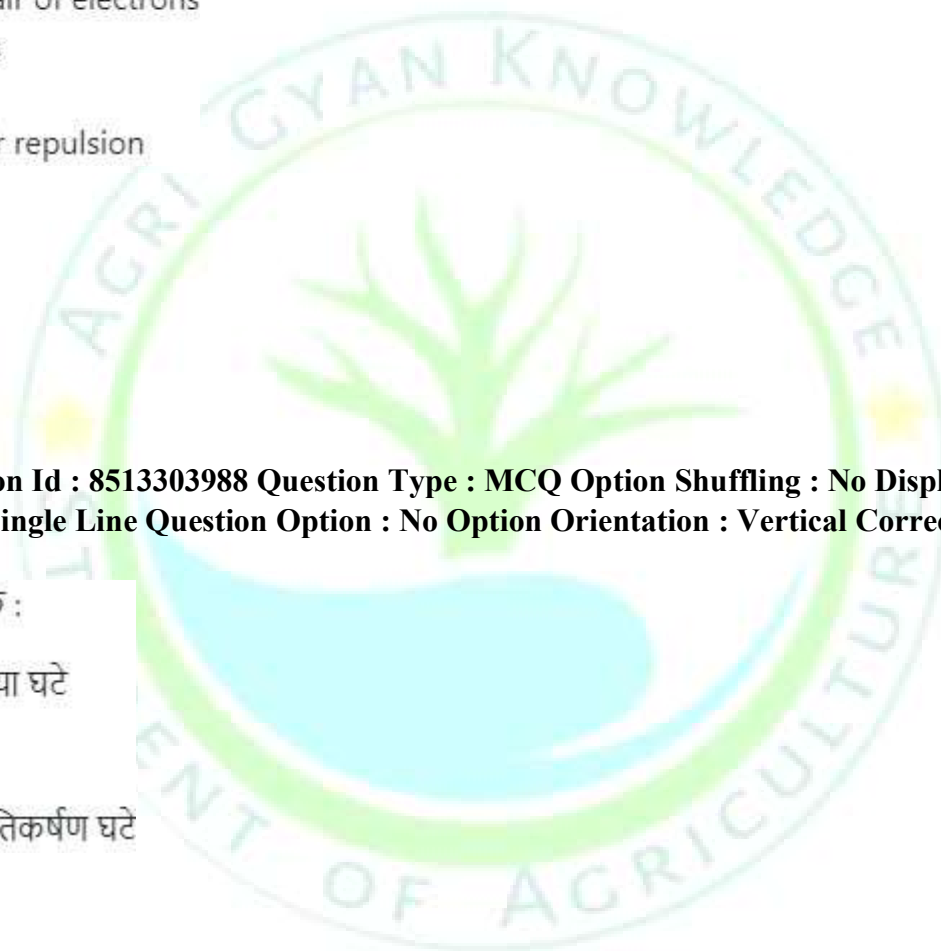 of electrons
r repulsion
AGRI GYAN KNOWLEDGE
on Id : 8513303988 Question Type : MCQ Option Shuffling : No Displ
ingle Line Question Option : No Option Orientation : Vertical Correc
:
या घटे
तिकर्षण घटे
ENT OF AGRICULTURE